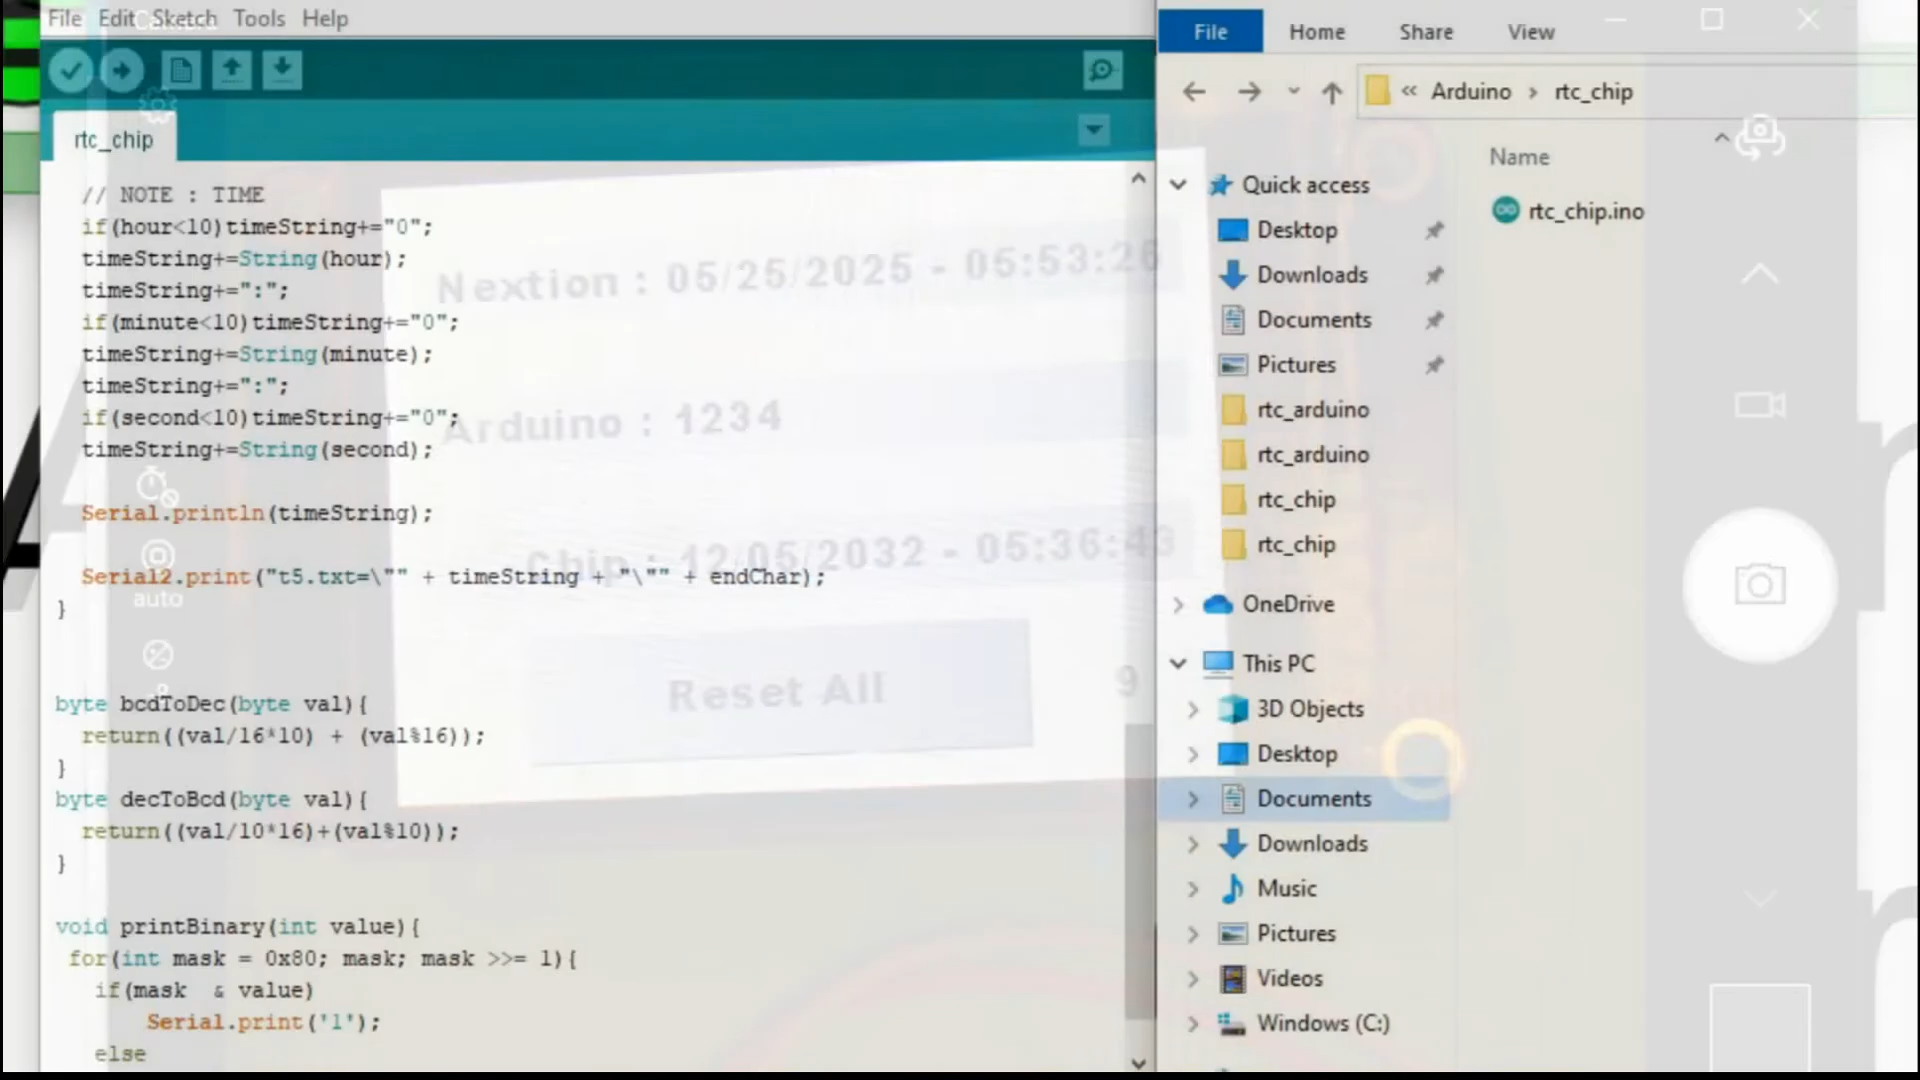 File Edit Sketch Tools Help
Camera
rtc_chip
// NOTE : TIME
if(hour<10)timeString+="0";
timeString+=String(hour);
timeString+=":";
if(minute<10)timeString+="0";
timeString+=String(minute);
timeString+=":";
if(second<10)timeString+="0";
timeString+=String(second);
Serial.println(timeString);
Serial2.print("t5.txt=\"" + timeString + "\"" + endChar);
}
byte bcdToDec(byte val){
return((val/16*10) + (val%16));
}
byte decToBcd(byte val){
return((val/10*16)+(val%10));
}
void printBinary(int value){
for(int mask = 0x80; mask; mask >>= 1){
if(mask & value)
Serial.print('1');
else
auto
Nextion : 05/25/2025 - 05:53:26
Arduino : 1234
Chip : 12/05/2032 - 05:36:43
Reset All
9
File Home Share View
« Arduino › rtc_chip
Name
rtc_chip.ino
Quick access
Desktop
Downloads
Documents
Pictures
rtc_arduino
rtc_arduino
rtc_chip
rtc_chip
OneDrive
This PC
3D Objects
Desktop
Documents
Downloads
Music
Pictures
Videos
Windows (C:)